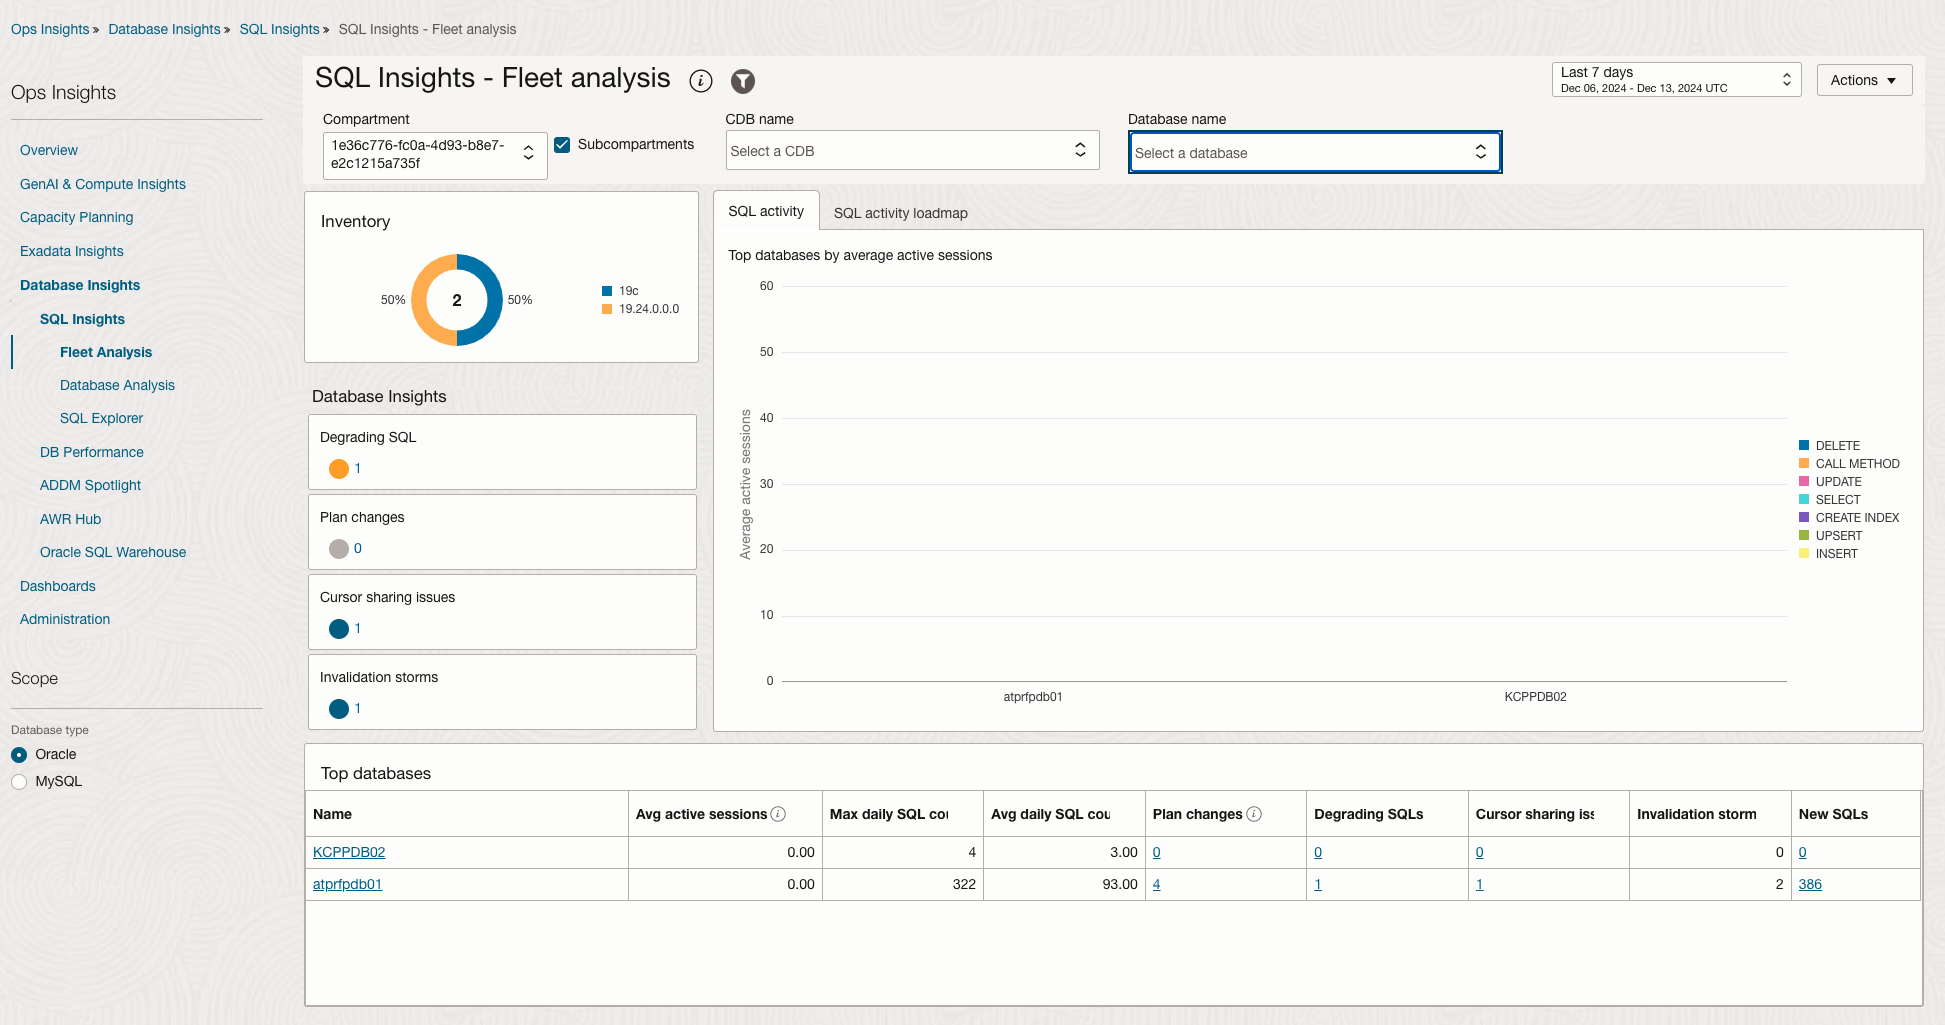 Ops Insights » Database Insights » SQL Insights » SQL Insights - Fleet analysis
Ops Insights
Overview
GenAI & Compute Insights
Capacity Planning
Exadata Insights
Database Insights
SQL Insights
Fleet Analysis
Database Analysis
SQL Explorer
DB Performance
ADDM Spotlight
AWR Hub
Oracle SQL Warehouse
Dashboards
Administration
Scope
Database type
Oracle
MySQL
SQL Insights - Fleet analysis
Last 7 days
Dec 06, 2024 - Dec 13, 2024 UTC
Actions
Compartment
1e36c776-fc0a-4d93-b8e7-
e2c1215a735f
Subcompartments
CDB name
Select a CDB
Database name
Select a database
Inventory
50% 2 50%
19c
19.24.0.0.0
Database Insights
Degrading SQL
1
Plan changes
0
Cursor sharing issues
1
Invalidation storms
1
SQL activity SQL activity loadmap
Top databases by average active sessions
Average active sessions
60
50
40
30
20
10
0
atprfpdb01 KCPPDB02
DELETE
CALL METHOD
UPDATE
SELECT
CREATE INDEX
UPSERT
INSERT
Top databases
Name Avg active sessions Max daily SQL cou Avg daily SQL cou Plan changes Degrading SQLs Cursor sharing iss Invalidation storm New SQLs
KCPPDB02 0.00 4 3.00 0 0 0 0 0
atprfpdb01 0.00 322 93.00 4 1 1 2 386